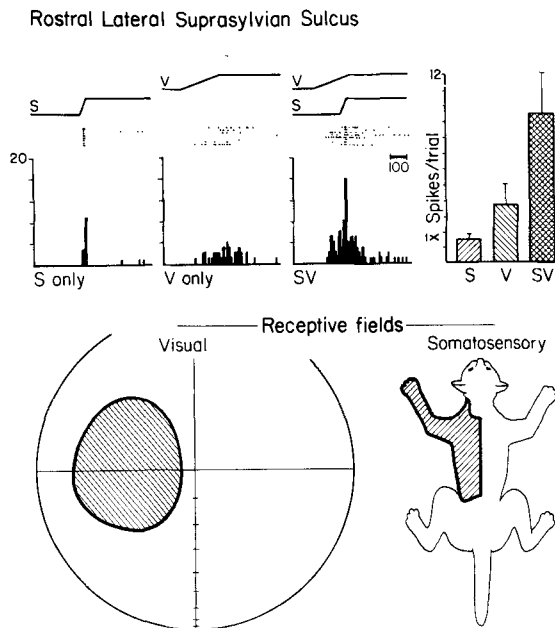 Rostral Lateral Suprasylvian Sulcus
S
V
V
S
20
S only
V only
SV
100
12
x̄ Spikes/trial
S
V
SV
Receptive fields
Visual
Somatosensory